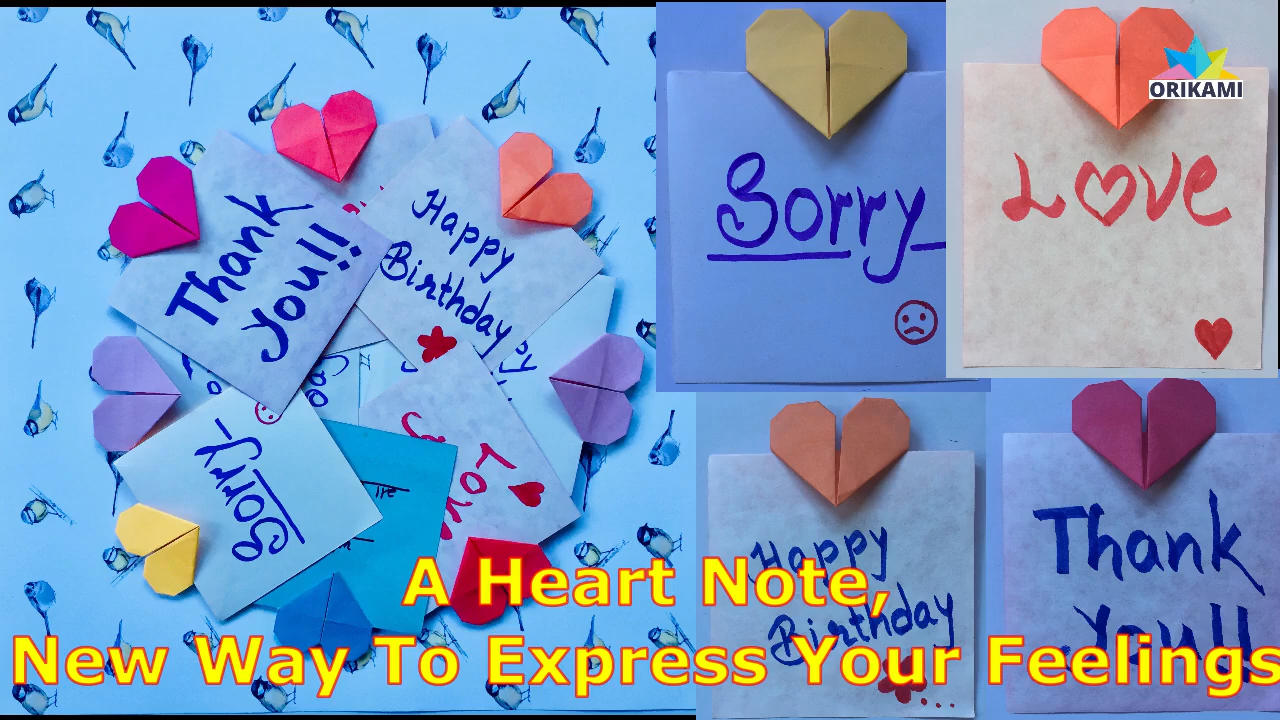 ORIKAMI
Thank
You!!
Happy
Birthday
Sorry
Sorry
Love
Happy
Birthday
Thank
You!!
A Heart Note,
New Way To Express Your Feelings